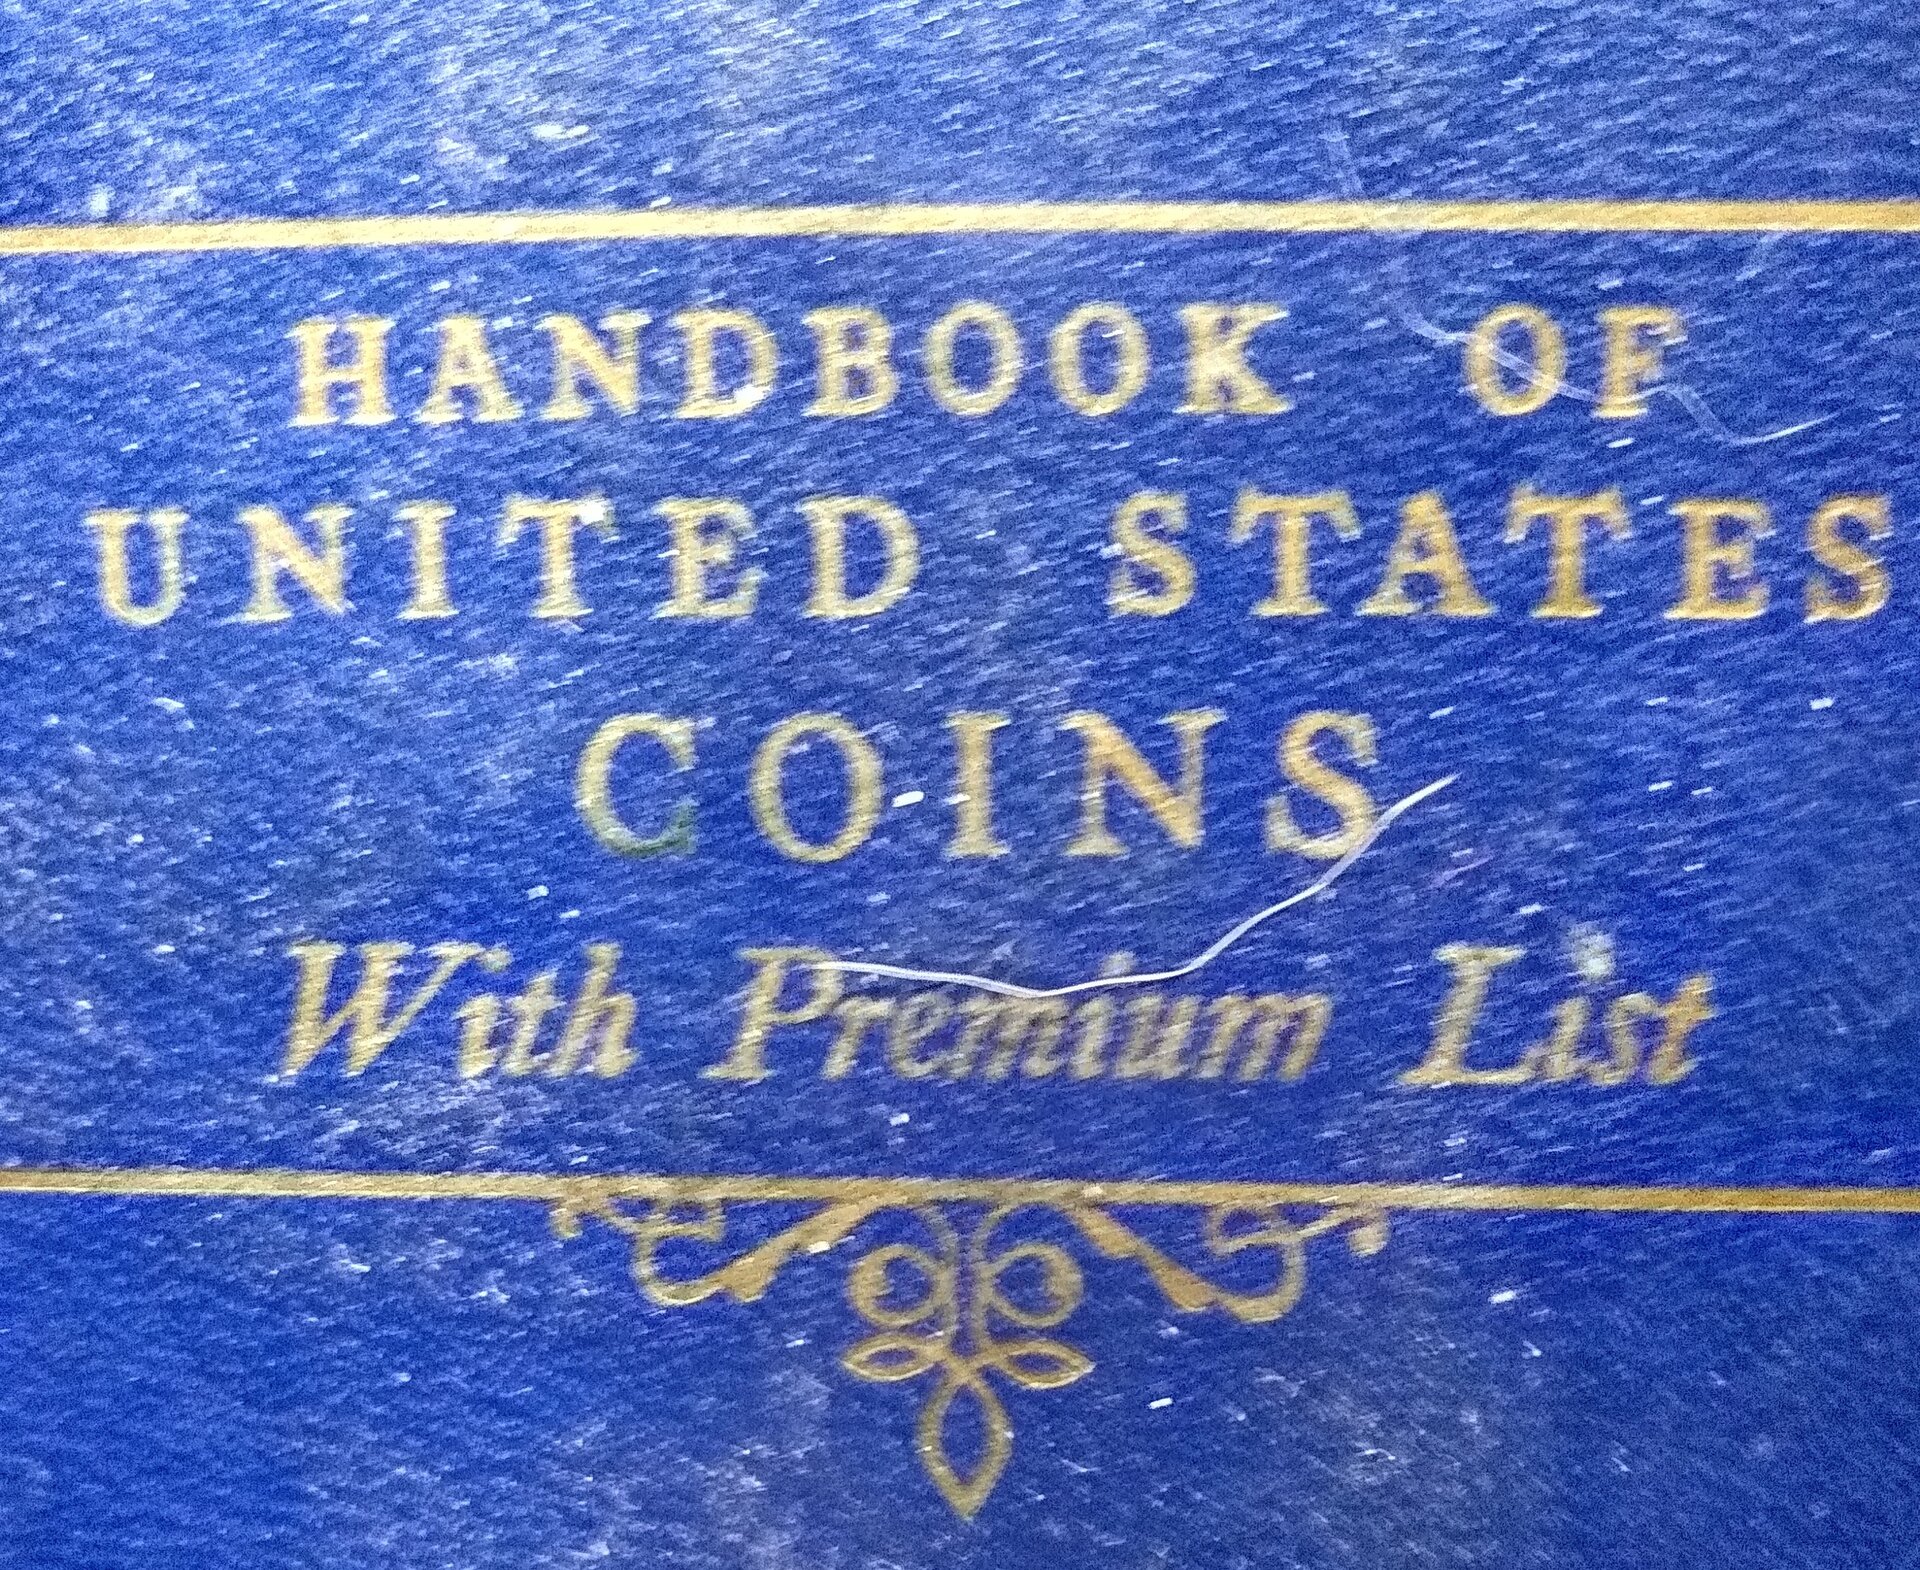 HANDBOOK OF
UNITED STATES
COINS
With Premium List